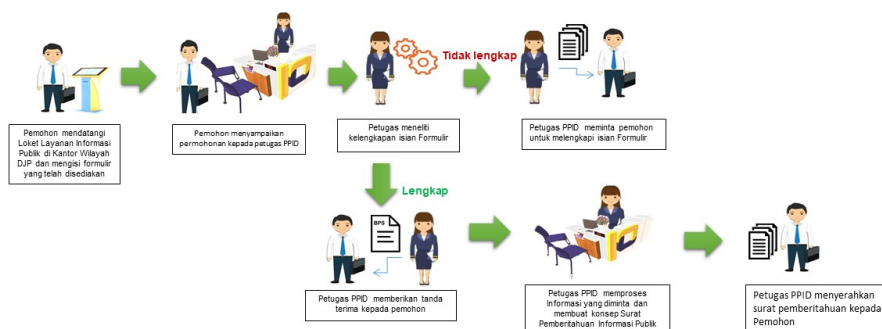 Tidak lengkap
Pemohon mendatangi
Loket Layanan Informasi
Publik di Kantor Wilayah
DJP dan mengisi formulir
yang telah disediakan
Pemohon menyampaikan
permohonan kepada petugas PPID
Petugas meneliti
kelengkapan isian Formulir
Petugas PPID meminta pemohon
untuk melengkapi isian Formulir
Lengkap
BPS
Petugas PPID memberikan tanda
terima kepada pemohon
Petugas PPID memproses
Informasi yang diminta dan
membuat konsep Surat
Pemberitahuan Informasi Publik
Petugas PPID menyerahkan
surat pemberitahuan kepada
Pemohon